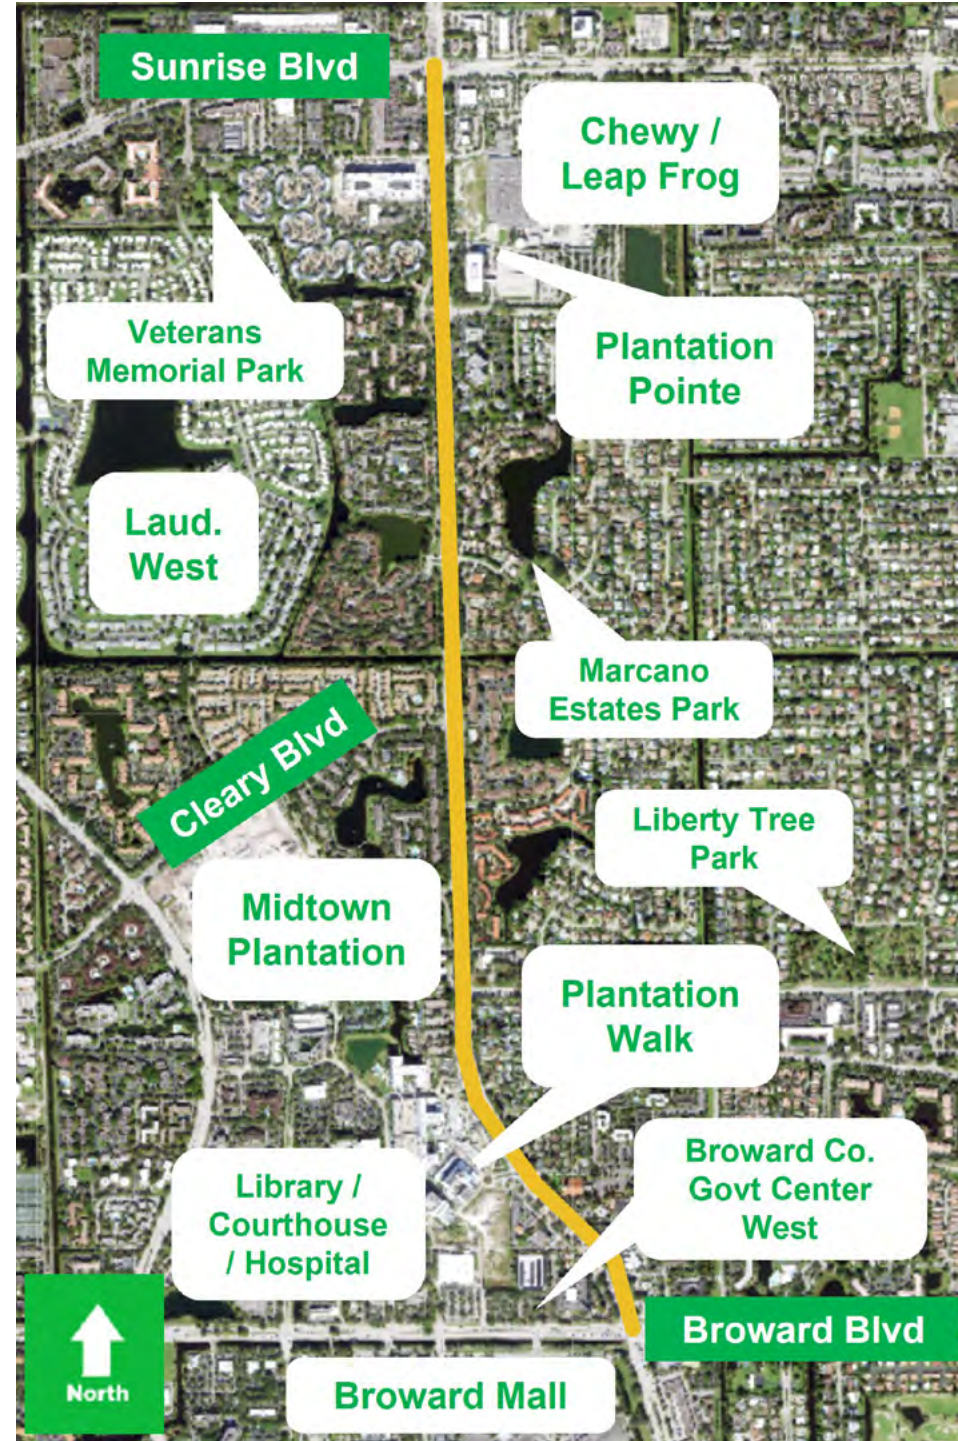 Sunrise Blvd
Chewy /
Leap Frog
Veterans
Memorial Park
Plantation
Pointe
Laud.
West
Marcano
Estates Park
Cleary Blvd
Liberty Tree
Park
Midtown
Plantation
Plantation
Walk
Broward Co.
Govt Center
West
Library /
Courthouse
/ Hospital
Broward Blvd
North
Broward Mall